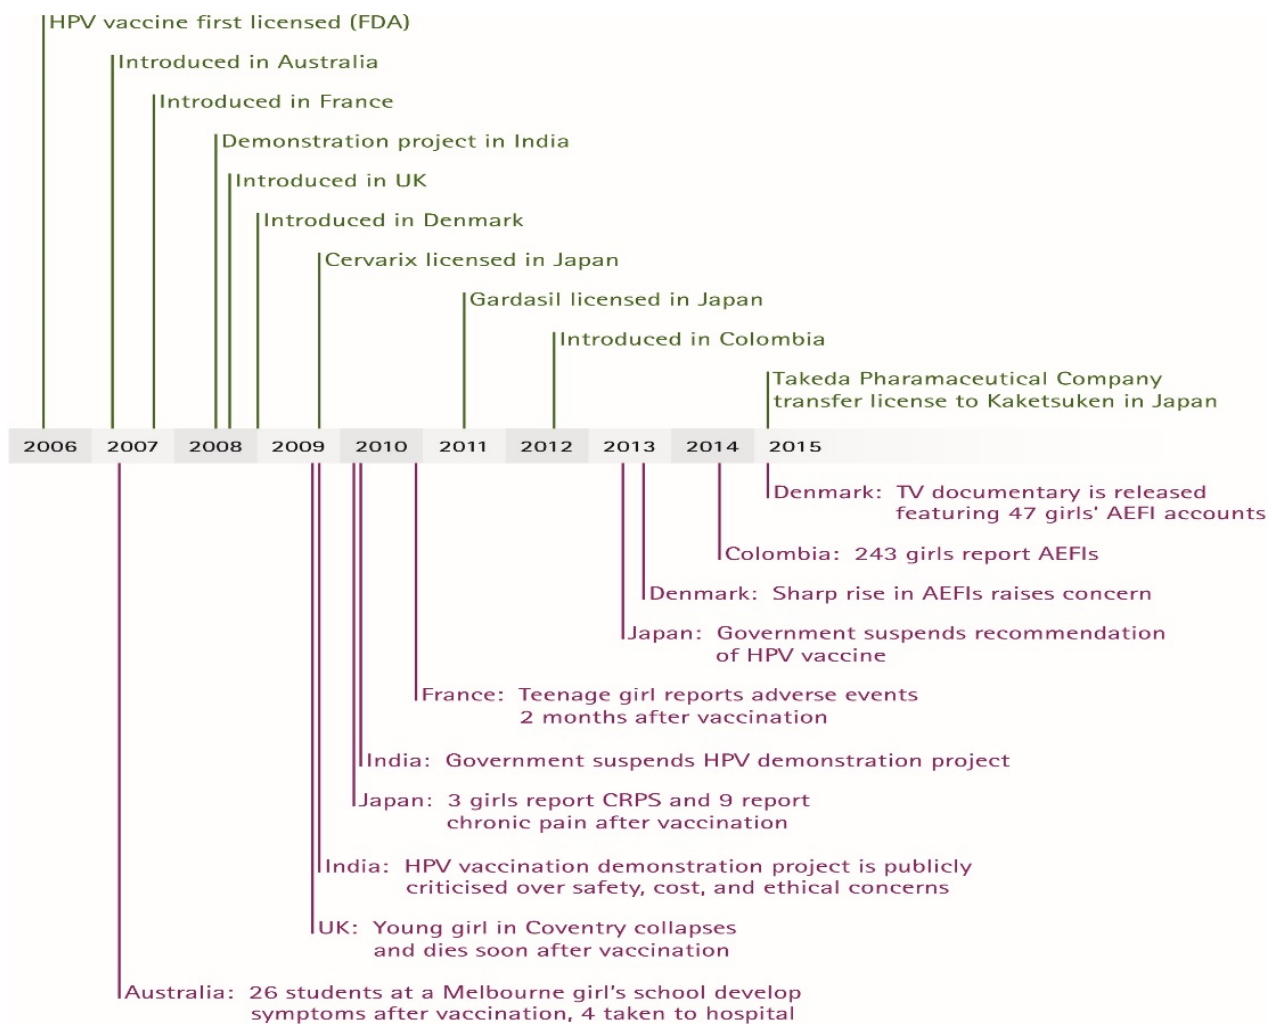 HPV vaccine first licensed (FDA)
Introduced in Australia
Introduced in France
Demonstration project in India
Introduced in UK
Introduced in Denmark
Cervarix licensed in Japan
Gardasil licensed in Japan
Introduced in Colombia
Takeda Pharamaceutical Company
transfer license to Kaketsuken in Japan
2006 2007 2008 2009 2010 2011 2012 2013 2014 2015
Denmark: TV documentary is released
featuring 47 girls' AEFI accounts
Colombia: 243 girls report AEFIs
Denmark: Sharp rise in AEFIs raises concern
Japan: Government suspends recommendation
of HPV vaccine
France: Teenage girl reports adverse events
2 months after vaccination
India: Government suspends HPV demonstration project
Japan: 3 girls report CRPS and 9 report
chronic pain after vaccination
India: HPV vaccination demonstration project is publicly
criticised over safety, cost, and ethical concerns
UK: Young girl in Coventry collapses
and dies soon after vaccination
Australia: 26 students at a Melbourne girl's school develop
symptoms after vaccination, 4 taken to hospital